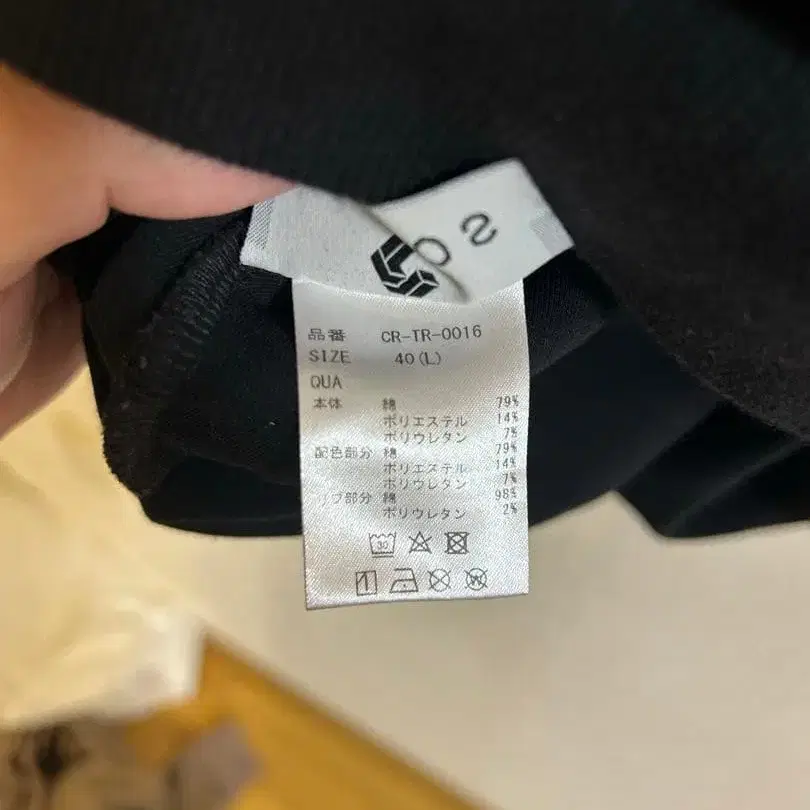 品番 CR-TR-0016
SIZE 40(L)
QUA
本体 綿 79%
ポリエステル 14%
ポリウレタン 7%
配色部分 綿 79%
ポリエステル 14%
ポリウレタン 7%
リブ部分 綿 98%
ポリウレタン 2%
30
W